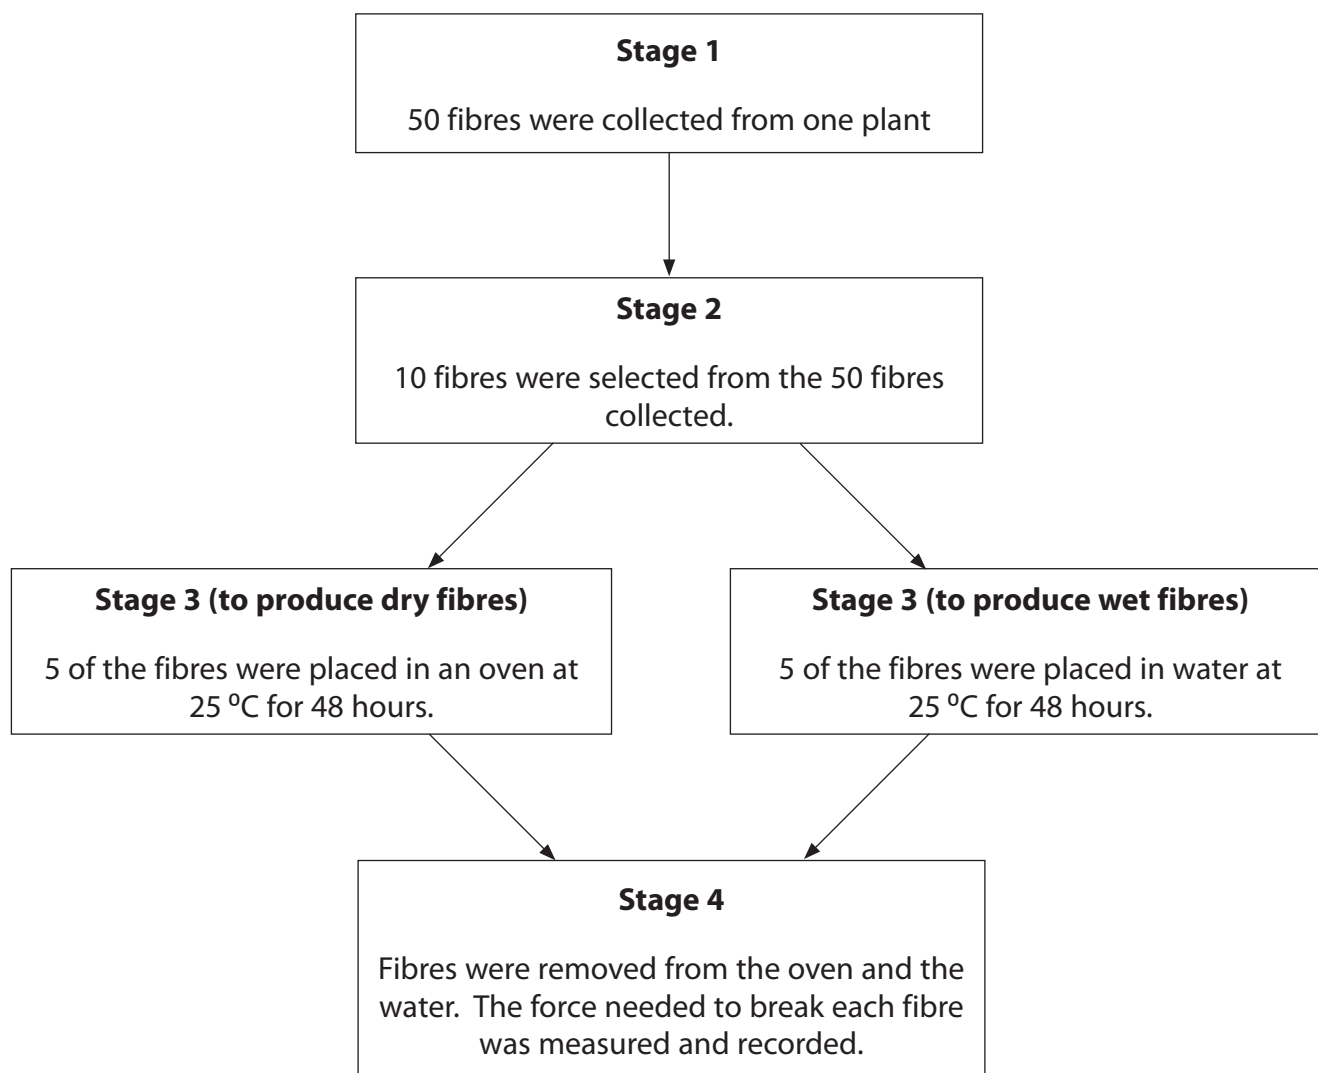 Stage 1
50 fibres were collected from one plant
Stage 2
10 fibres were selected from the 50 fibres
collected.
Stage 3 (to produce dry fibres)
5 of the fibres were placed in an oven at
25 ºC for 48 hours.
Stage 3 (to produce wet fibres)
5 of the fibres were placed in water at
25 ºC for 48 hours.
Stage 4
Fibres were removed from the oven and the
water. The force needed to break each fibre
was measured and recorded.